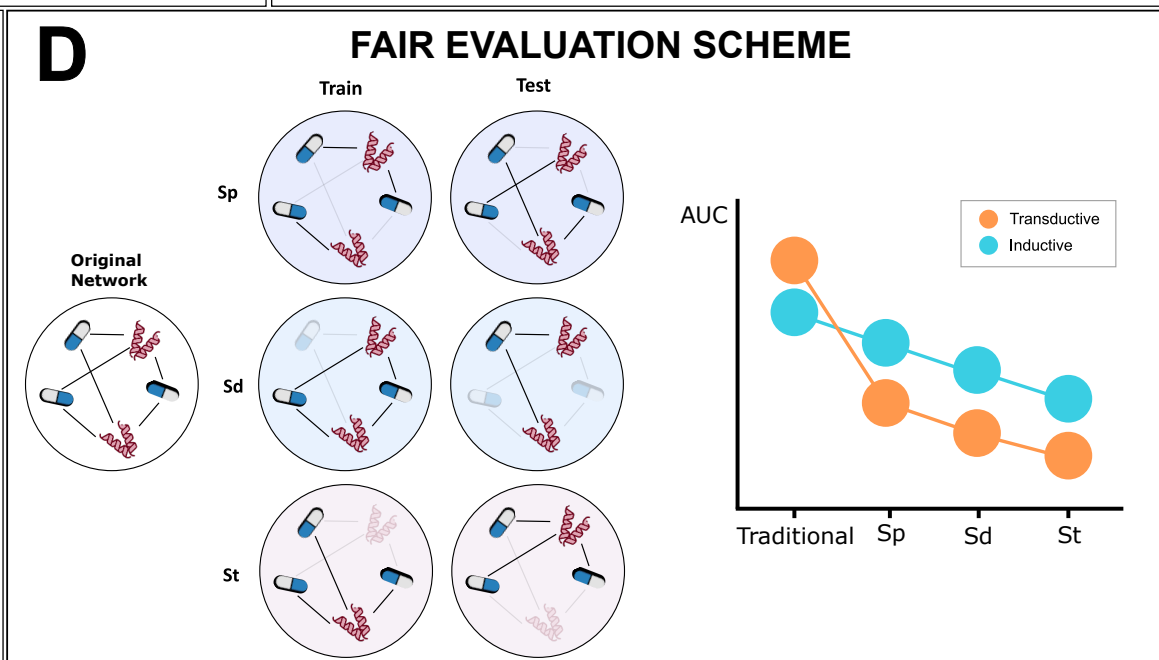 D
FAIR EVALUATION SCHEME
Train
Test
Sp
Original
Network
Sd
St
AUC
Transductive
Inductive
Traditional
Sp
Sd
St